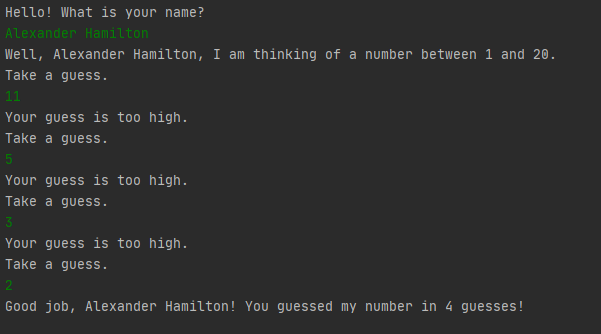 Hello! What is your name?
Alexander Hamilton
Well, Alexander Hamilton, I am thinking of a number between 1 and 20.
Take a guess.
11
Your guess is too high.
Take a guess.
5
Your guess is too high.
Take a guess.
3
Your guess is too high.
Take a guess.
2
Good job, Alexander Hamilton! You guessed my number in 4 guesses!